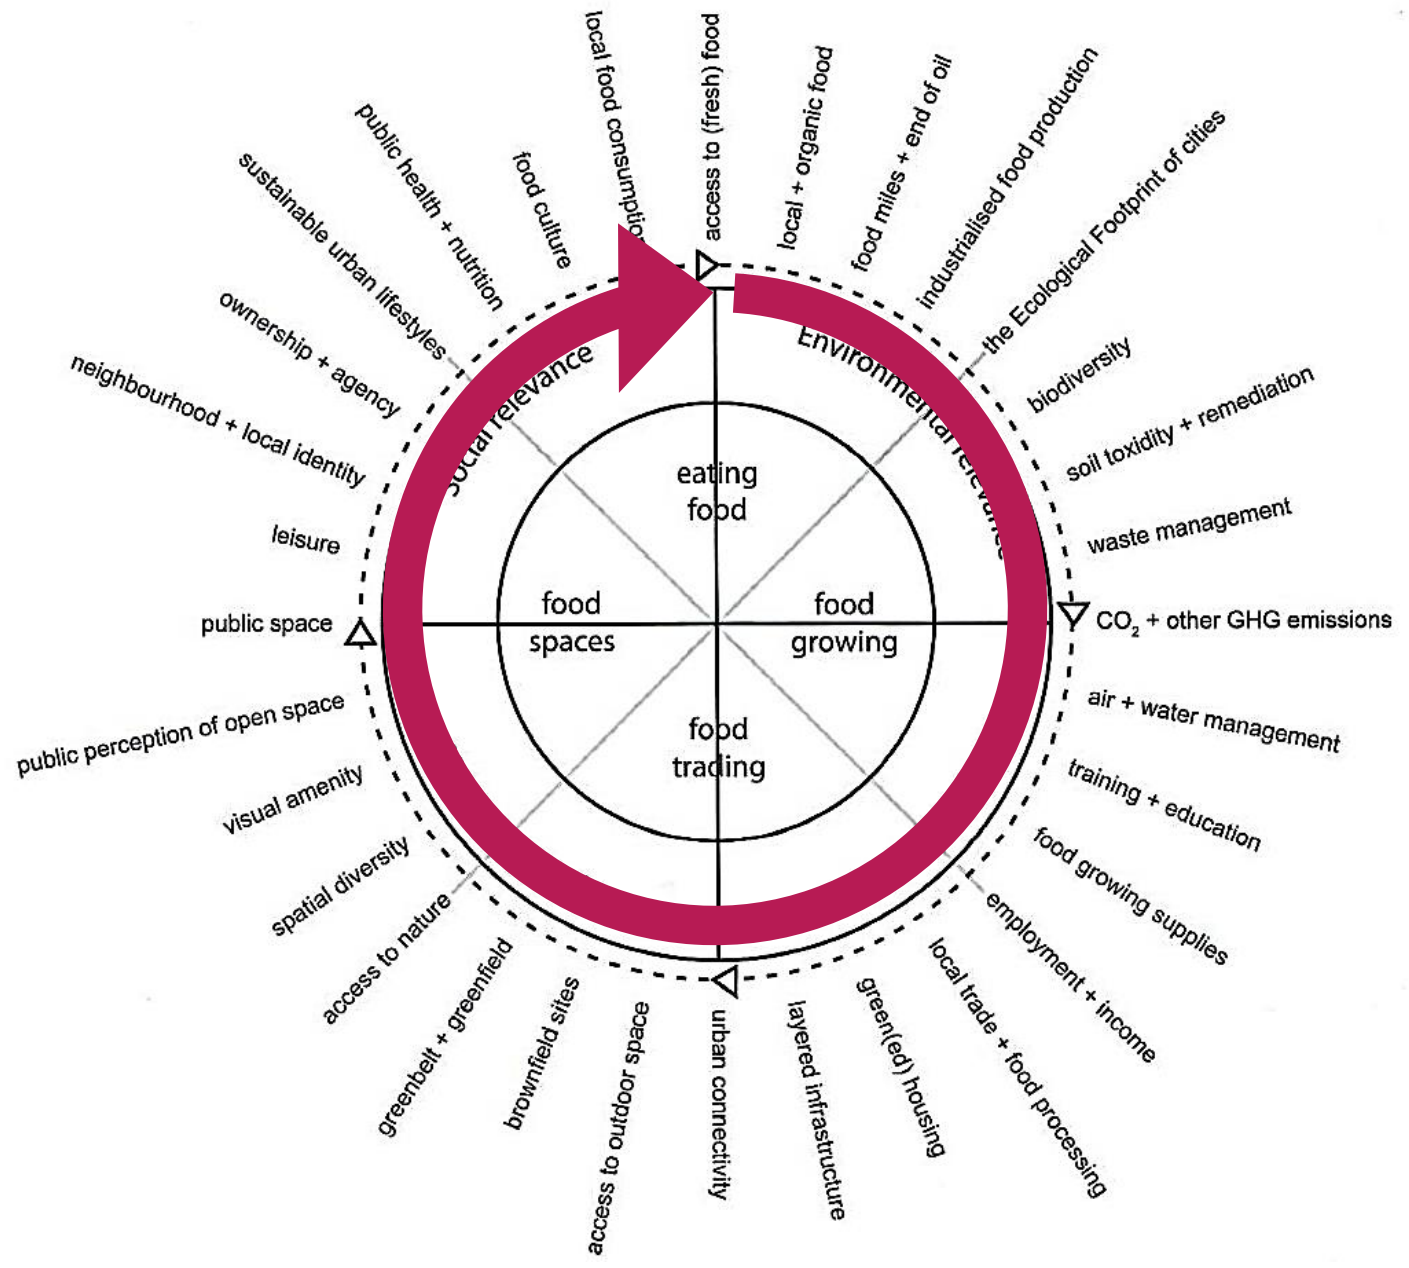 access to (fresh) food
local + organic food
food miles + end of oil
industrialised food production
the Ecological Footprint of cities
biodiversity
soil toxidity + remediation
waste management
CO₂ + other GHG emissions
air + water management
training + education
food growing supplies
employment + income
local trade + food processing
green(ed) housing
layered infrastructure
urban connectivity
access to outdoor space
brownfield sites
greenbelt + greenfield
access to nature
spatial diversity
visual amenity
public perception of open space
public space
leisure
neighbourhood + local identity
ownership + agency
sustainable urban lifestyles
public health + nutrition
food culture
local food consumption
Social relevance
Environmental relevance
eating
food
food
growing
food
trading
food
spaces